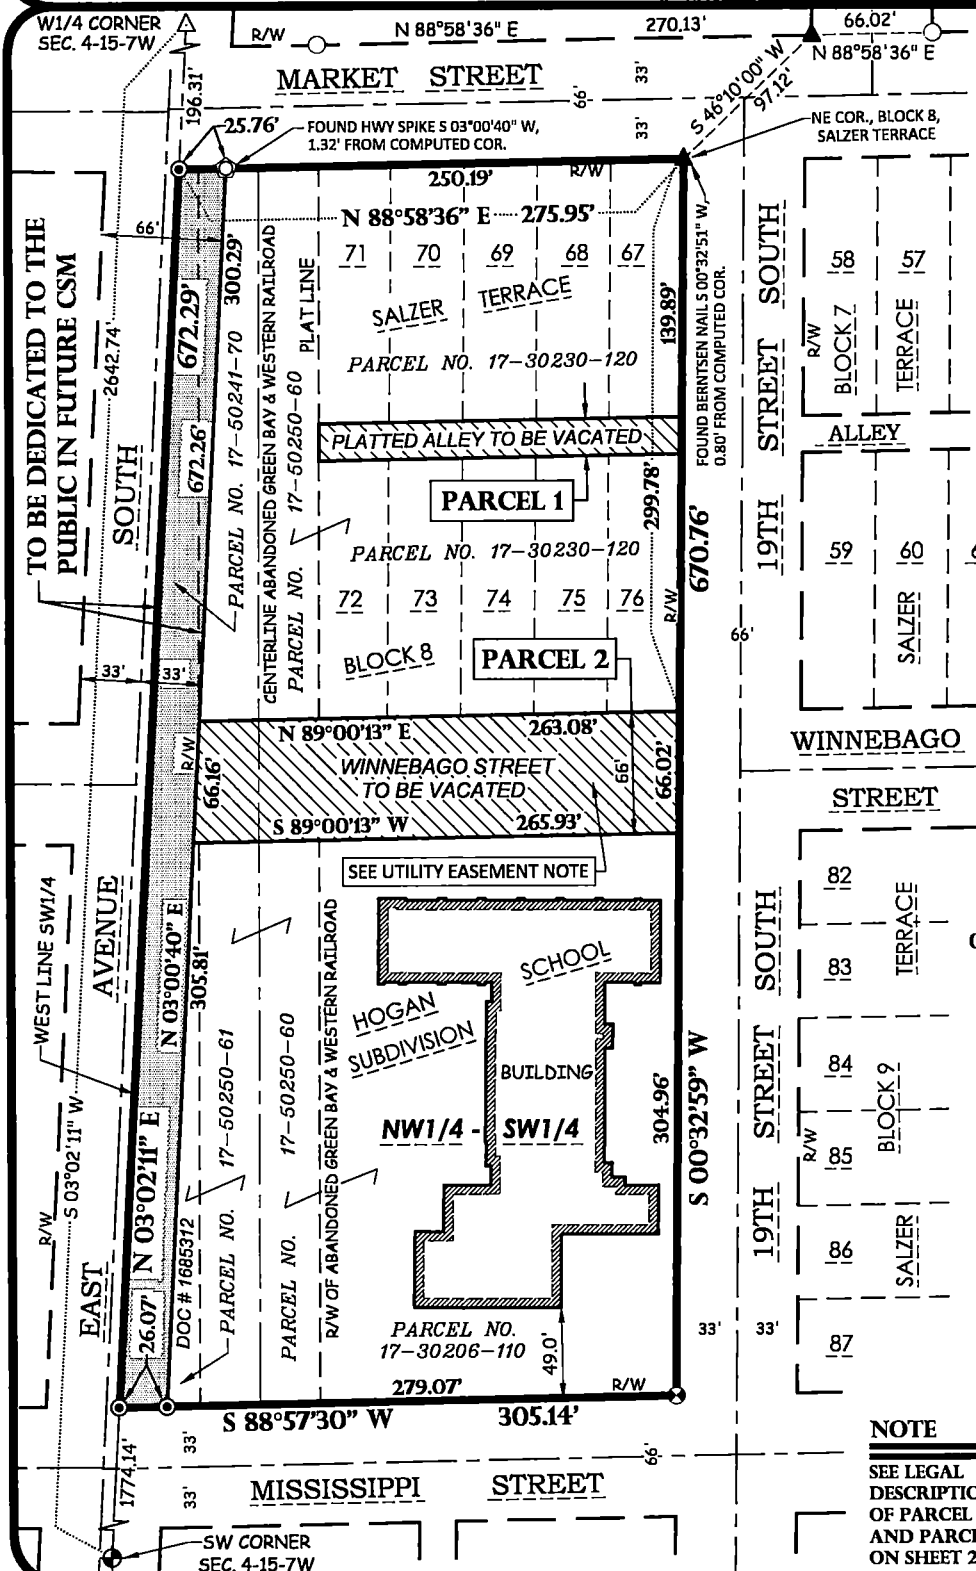 W1/4 CORNER
SEC. 4-15-7W
R/W
N 88°58'36" E
270.13'
66.02'
N 88°58'36" E
MARKET STREET
33'
66'
33'
S 46°10'00" W
97.12'
196.31'
25.76'
FOUND HWY SPIKE S 03°00'40" W,
1.32' FROM COMPUTED COR.
NE COR., BLOCK 8,
SALZER TERRACE
250.19'
R/W
N 88°58'36" E
275.95'
66'
TO BE DEDICATED TO THE
PUBLIC IN FUTURE CSM
2642.74'
SOUTH
672.29'
300.29'
672.26'
PARCEL NO. 17-50241-70
CENTERLINE ABANDONED GREEN BAY & WESTERN RAILROAD
PARCEL NO. 17-50250-60
PLAT LINE
71
70
69
68
67
SALZER TERRACE
PARCEL NO. 17-30230-120
139.89'
FOUND BERNTSEN NAIL S 00°32'51" W,
0.80' FROM COMPUTED COR.
19TH STREET SOUTH
R/W
58
57
BLOCK 7
TERRACE
PLATTED ALLEY TO BE VACATED
ALLEY
PARCEL 1
299.78'
670.76'
PARCEL NO. 17-30230-120
72
73
74
75
76
R/W
59
60
SALZER
BLOCK 8
PARCEL 2
66'
33'
33'
R/W
N 89°00'13" E
263.08'
WINNEBAGO STREET
TO BE VACATED
66.16'
66'
66.02'
S 89°00'13" W
265.93'
WINNEBAGO
STREET
SEE UTILITY EASEMENT NOTE
WEST LINE SW1/4
AVENUE
N 03°00'40" E
305.81'
S 03°02'11" W
R/W
N 03°02'11" E
EAST
26.07'
DOC # 1685312
PARCEL NO. 17-50250-61
PARCEL NO. 17-50250-60
R/W OF ABANDONED GREEN BAY & WESTERN RAILROAD
HOGAN
SUBDIVISION
SCHOOL
BUILDING
NW1/4 - SW1/4
304.96'
S 00°32'59" W
19TH STREET SOUTH
82
83
TERRACE
84
R/W
BLOCK 9
85
86
SALZER
87
PARCEL NO.
17-30206-110
49.0'
33'
33'
279.07'
R/W
S 88°57'30" W
305.14'
33'
66'
33'
1774.14'
MISSISSIPPI STREET
SW CORNER
SEC. 4-15-7W
NOTE
SEE LEGAL
DESCRIPTIO
OF PARCEL
AND PARCE
ON SHEET 2